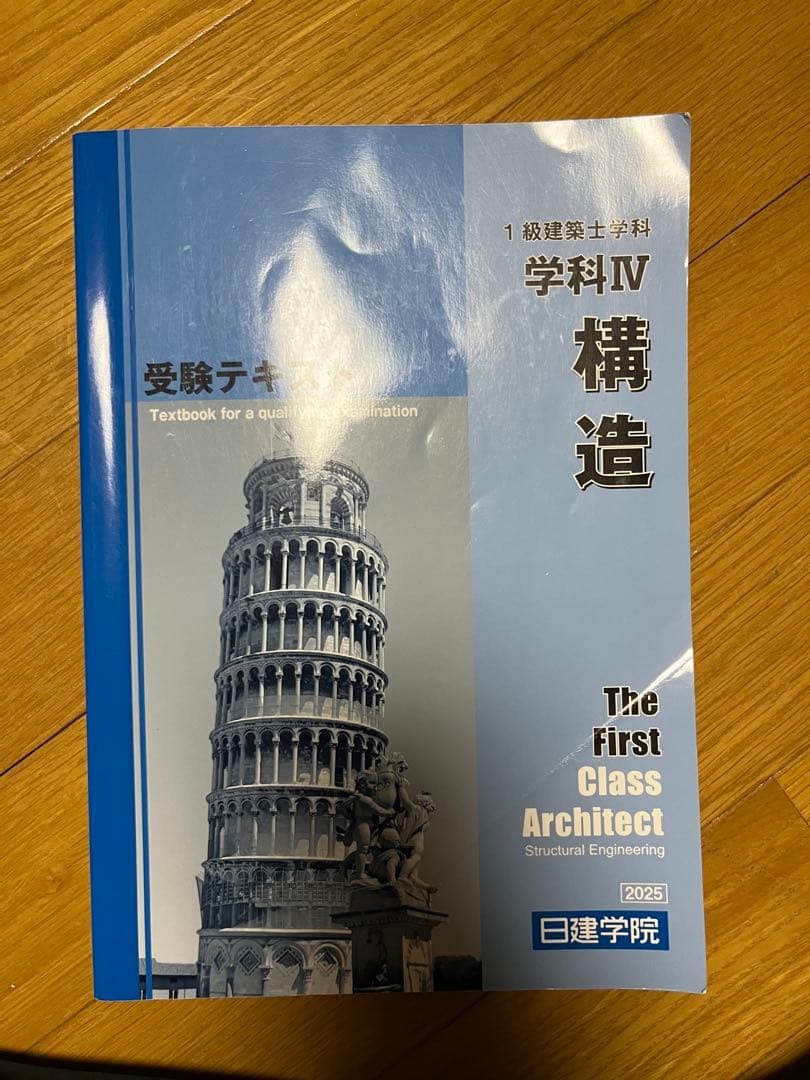 1級建築士学科
学科Ⅳ
構造
受験テキスト
Textbook for a qualifying examination
The
First
Class
Architect
Structural Engineering
2025
日建学院